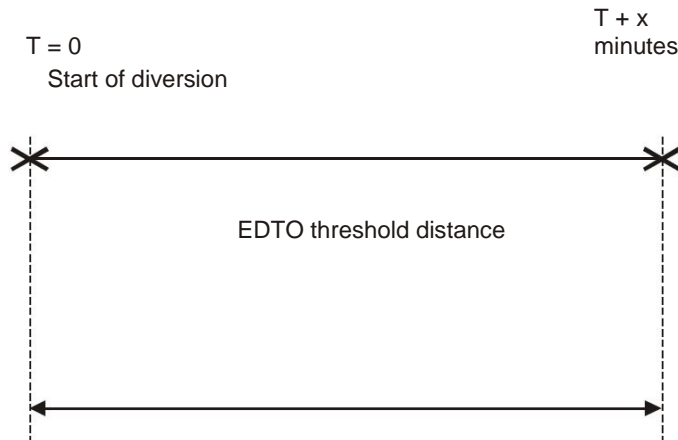 T = 0
Start of diversion
T + x
minutes
EDTO threshold distance